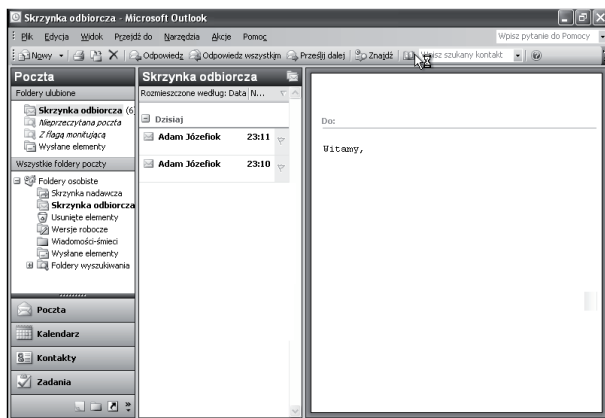 Skrzynka odbiorcza - Microsoft Outlook
Plik Edycja Widok Przejdź do Narzędzia Akcje Pomoc Wpisz pytanie do Pomocy
Nowy Odpowiedz Odpowiedz wszystkim Prześlij dalej Znajdź Wpisz szukany kontakt
Poczta
Foldery ulubione
Skrzynka odbiorcza (6)
Nieprzeczytana poczta
Z flagą monitującą
Wysłane elementy
Wszystkie foldery poczty
Foldery osobiste
Skrzynka nadawcza
Skrzynka odbiorcza
Usunięte elementy
Wersje robocze
Wiadomości-śmieci
Wysłane elementy
Foldery wyszukiwania
Poczta
Kalendarz
Kontakty
Zadania
Skrzynka odbiorcza
Rozmieszczone według: Data N...
Dzisiaj
Adam Józefiok 23:11
Adam Józefiok 23:10
Do:
Witamy,